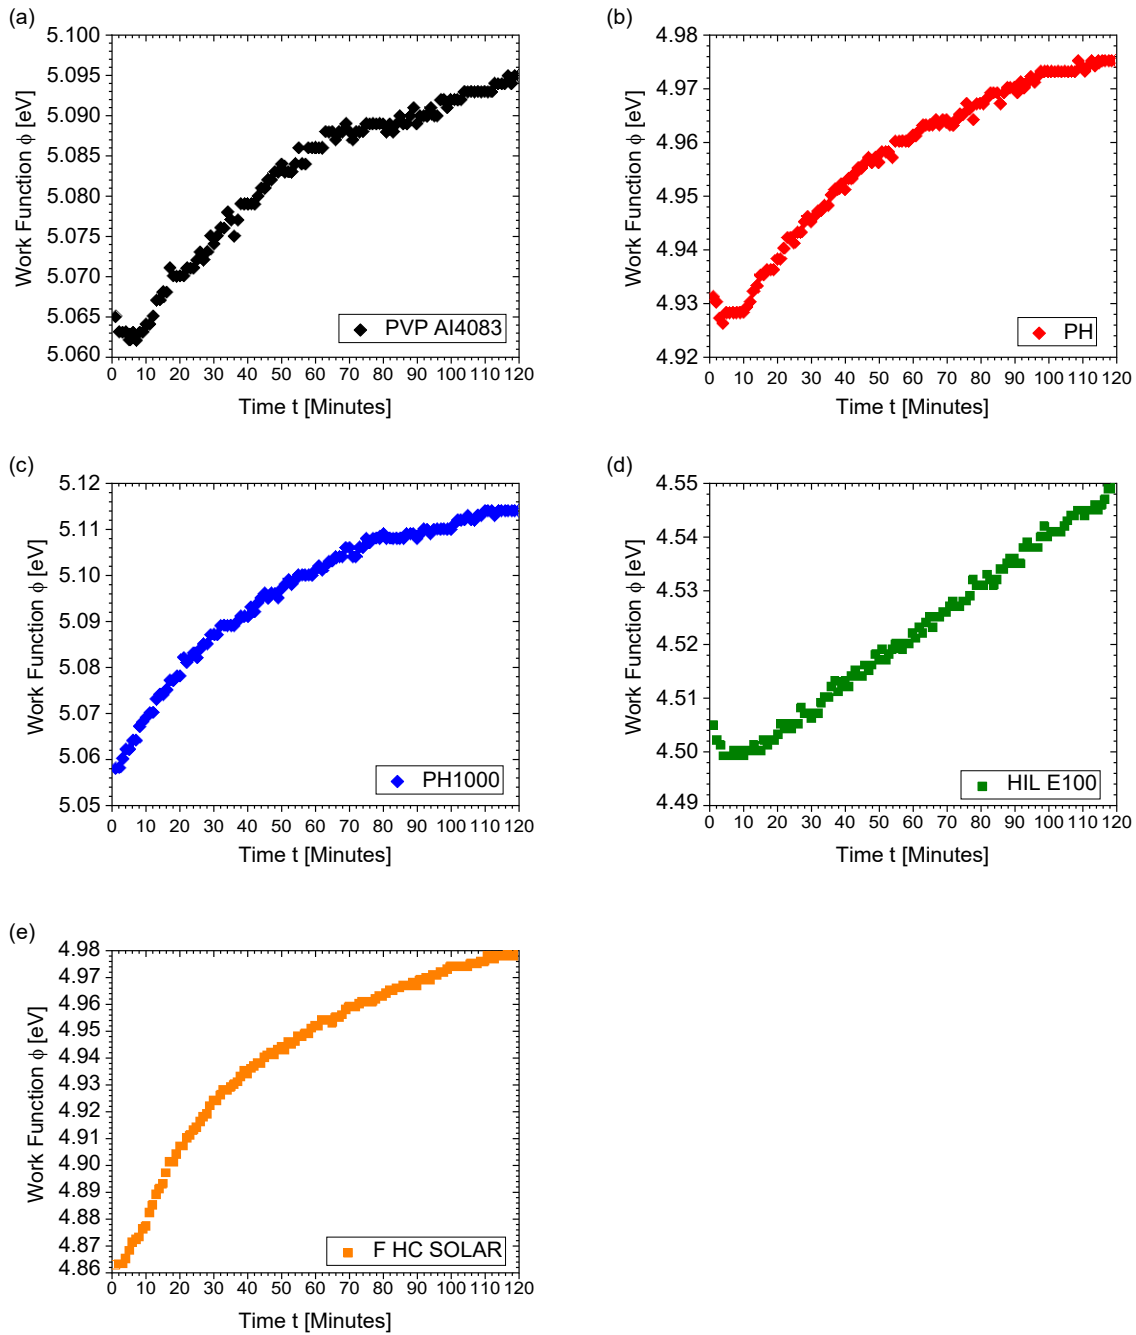 (a)
5.100
5.095
5.090
5.085
5.080
5.075
5.070
5.065
5.060
Work Function ϕ [eV]
PVP AI4083
0 10 20 30 40 50 60 70 80 90 100 110 120
Time t [Minutes]
(b)
4.98
4.97
4.96
4.95
4.94
4.93
4.92
Work Function ϕ [eV]
PH
0 10 20 30 40 50 60 70 80 90 100 110 120
Time t [Minutes]
(c)
5.12
5.11
5.10
5.09
5.08
5.07
5.06
5.05
Work Function ϕ [eV]
PH1000
0 10 20 30 40 50 60 70 80 90 100 110 120
Time t [Minutes]
(d)
4.55
4.54
4.53
4.52
4.51
4.50
4.49
Work Function ϕ [eV]
HIL E100
0 10 20 30 40 50 60 70 80 90 100 110 120
Time t [Minutes]
(e)
4.98
4.97
4.96
4.95
4.94
4.93
4.92
4.91
4.90
4.89
4.88
4.87
4.86
Work Function ϕ [eV]
F HC SOLAR
0 10 20 30 40 50 60 70 80 90 100 110 120
Time t [Minutes]